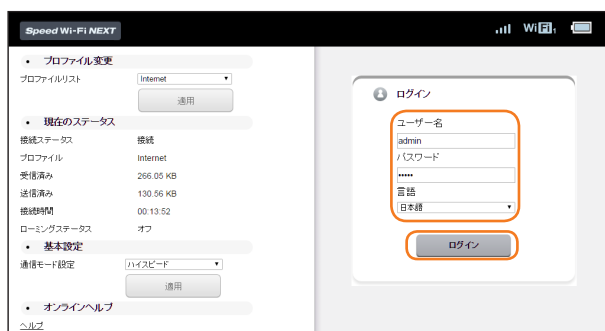 Speed Wi-Fi NEXT
WiFi 1
・ プロファイル変更
プロファイルリスト Internet
適用
・ 現在のステータス
接続ステータス 接続
プロファイル Internet
受信済み 266.05 KB
送信済み 130.56 KB
接続時間 00:13:52
ローミングステータス オフ
・ 基本設定
通信モード設定 ハイスピード
適用
・ オンラインヘルプ
ヘルプ
ログイン
ユーザー名
admin
パスワード
•••••
言語
日本語
ログイン